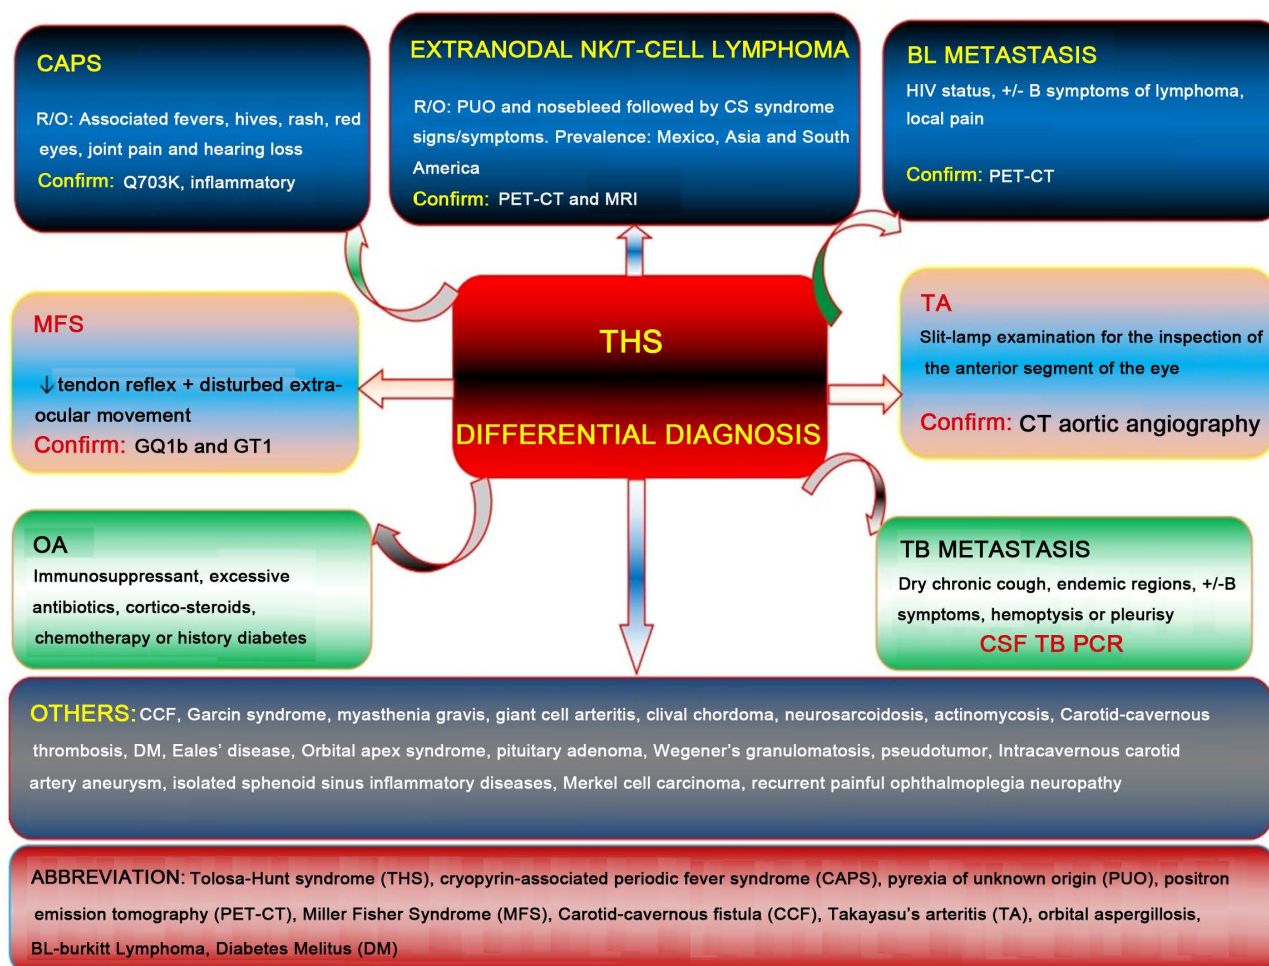 CAPS
R/O: Associated fevers, hives, rash, red
eyes, joint pain and hearing loss
Confirm: Q703K, inflammatory
EXTRANODAL NK/T-CELL LYMPHOMA
R/O: PUO and nosebleed followed by CS syndrome
signs/symptoms. Prevalence: Mexico, Asia and South
America
Confirm: PET-CT and MRI
BL METASTASIS
HIV status, +/- B symptoms of lymphoma,
local pain
Confirm: PET-CT
MFS
↓tendon reflex + disturbed extra-
ocular movement
Confirm: GQ1b and GT1
THS
DIFFERENTIAL DIAGNOSIS
TA
Slit-lamp examination for the inspection of
the anterior segment of the eye
Confirm: CT aortic angiography
OA
Immunosuppressant, excessive
antibiotics, cortico-steroids,
chemotherapy or history diabetes
TB METASTASIS
Dry chronic cough, endemic regions, +/-B
symptoms, hemoptysis or pleurisy
CSF TB PCR
OTHERS: CCF, Garcin syndrome, myasthenia gravis, giant cell arteritis, clival chordoma, neurosarcoidosis, actinomycosis, Carotid-cavernous
thrombosis, DM, Eales' disease, Orbital apex syndrome, pituitary adenoma, Wegener's granulomatosis, pseudotumor, Intracavernous carotid
artery aneurysm, isolated sphenoid sinus inflammatory diseases, Merkel cell carcinoma, recurrent painful ophthalmoplegia neuropathy
ABBREVIATION: Tolosa-Hunt syndrome (THS), cryopyrin-associated periodic fever syndrome (CAPS), pyrexia of unknown origin (PUO), positron
emission tomography (PET-CT), Miller Fisher Syndrome (MFS), Carotid-cavernous fistula (CCF), Takayasu's arteritis (TA), orbital aspergillosis,
BL-burkitt Lymphoma, Diabetes Melitus (DM)